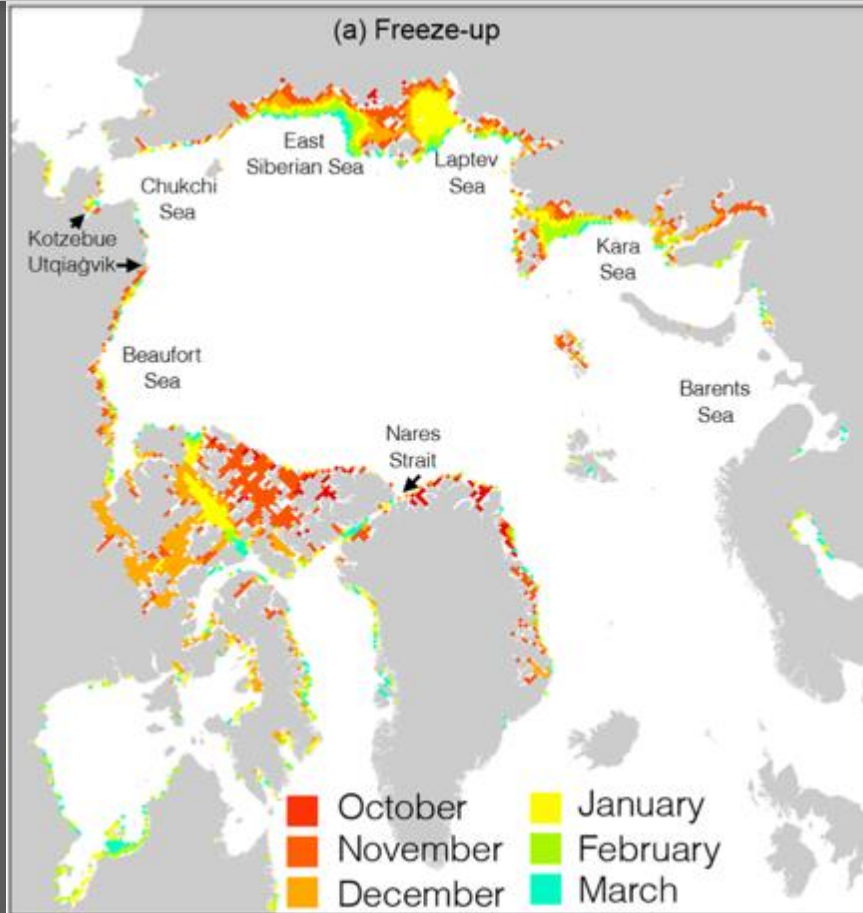 (a) Freeze-up
East
Siberian Sea
Laptev
Sea
Chukchi
Sea
Kotzebue
Utqiaġvik
Kara
Sea
Beaufort
Sea
Barents
Sea
Nares
Strait
October
November
December
January
February
March